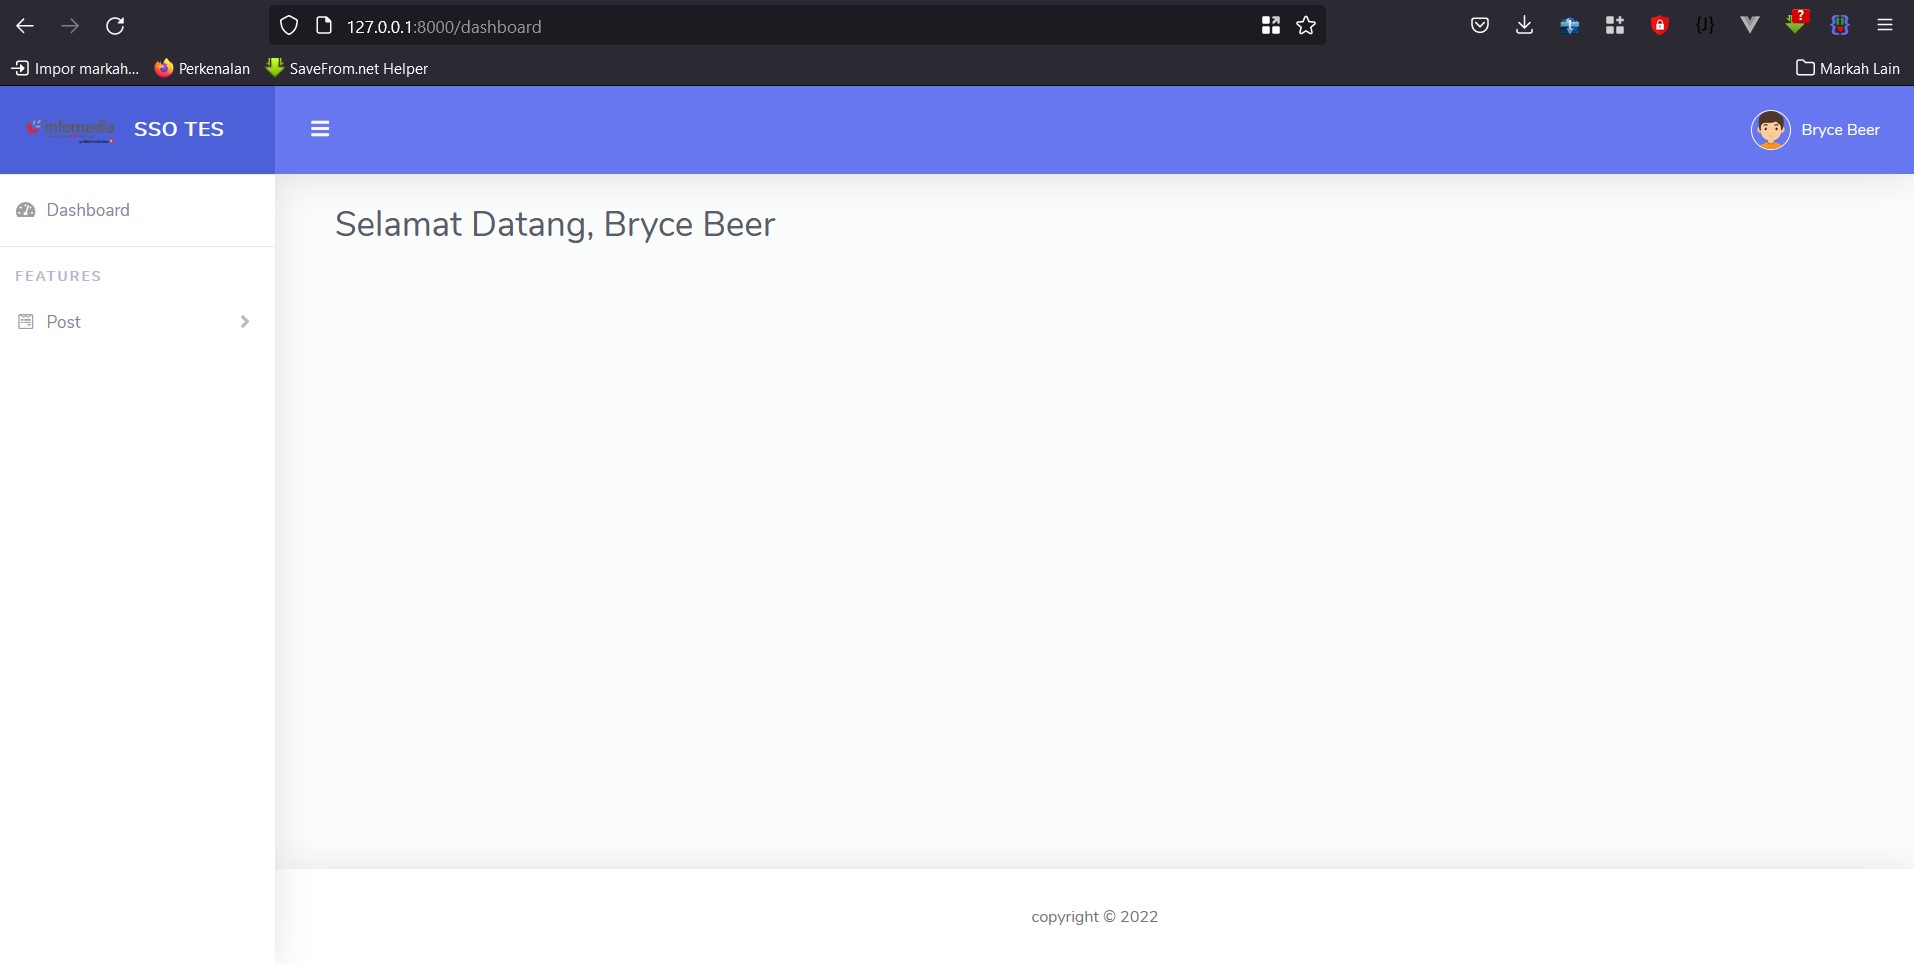 127.0.0.1:8000/dashboard
Impor markah...
Perkenalan
SaveFrom.net Helper
Markah Lain
infomedia
SSO TES
Bryce Beer
Dashboard
Selamat Datang, Bryce Beer
FEATURES
Post
copyright © 2022